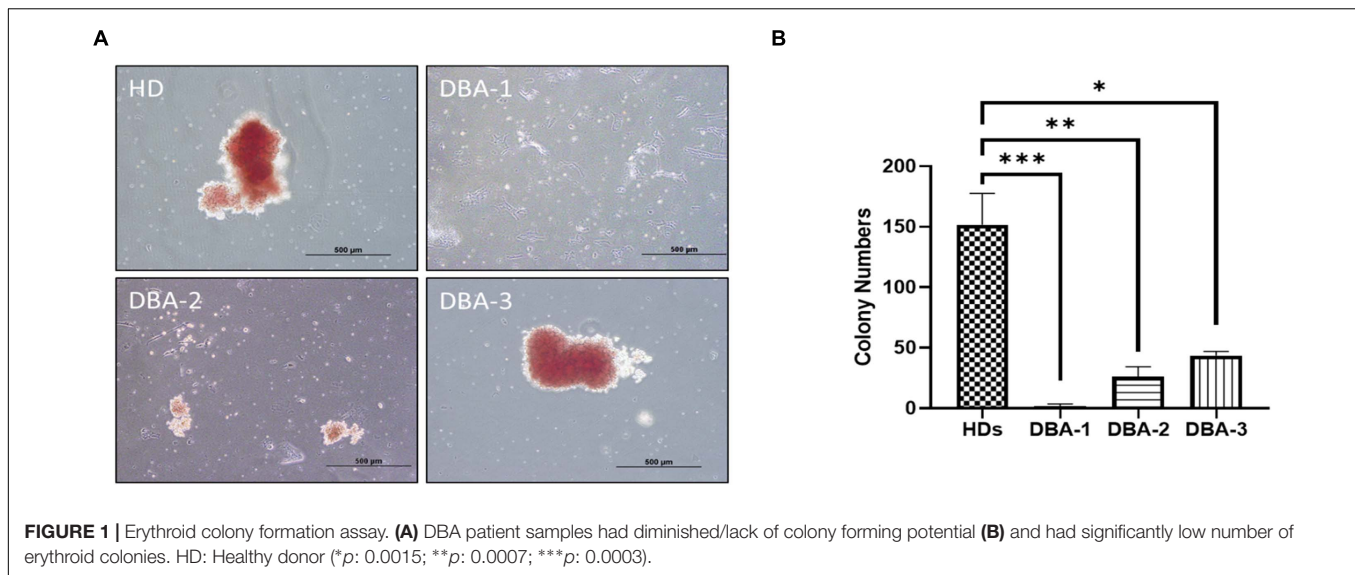 A
HD
500 µm
DBA-1
500 µm
DBA-2
500 µm
DBA-3
500 µm
B
*
**
***
Colony Numbers
200
150
100
50
0
HDs DBA-1 DBA-2 DBA-3
FIGURE 1 | Erythroid colony formation assay. (A) DBA patient samples had diminished/lack of colony forming potential (B) and had significantly low number of
erythroid colonies. HD: Healthy donor (*p: 0.0015; **p: 0.0007; ***p: 0.0003).